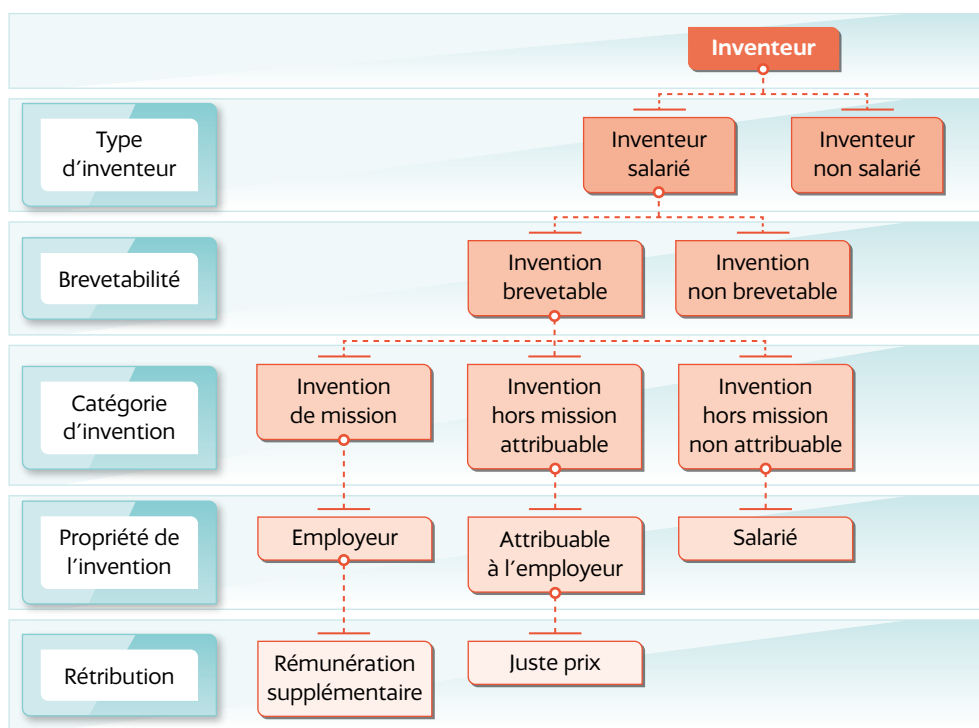 Inventeur
Type
d'inventeur
Inventeur
salarié
Inventeur
non salarié
Brevetabilité
Invention
brevetable
Invention
non brevetable
Catégorie
d'invention
Invention
de mission
Invention
hors mission
attribuable
Invention
hors mission
non attribuable
Propriété de
l'invention
Employeur
Attribuable
à l'employeur
Salarié
Rétribution
Rémunération
supplémentaire
Juste prix